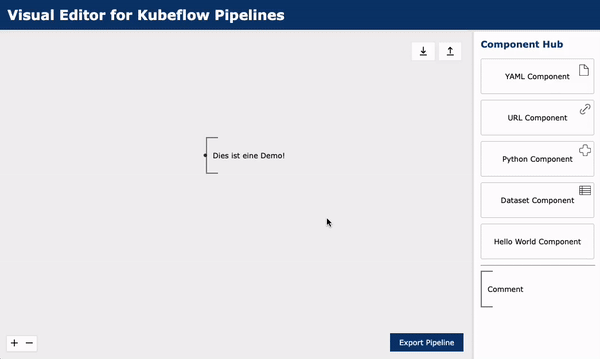 Visual Editor for Kubeflow Pipelines
Component Hub
YAML Component
URL Component
Python Component
Dataset Component
Hello World Component
Comment
Dies ist eine Demo!
+ −
Export Pipeline